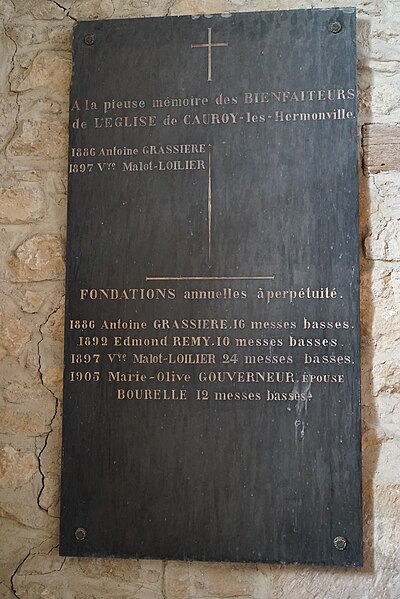 A la pieuse mémoire des BIENFAITEURS
de L'EGLISE de CAUROY-les-Hermonville.
1886 Antoine GRASSIERE
1897 Vve Malot-LOILIER
FONDATIONS annuelles à perpétuité.
1886 Antoine GRASSIERE. 16 messes basses.
1892 Edmond REMY. 10 messes basses.
1897 Vve Malot-LOILIER 24 messes basses.
1905 Marie-Olive GOUVERNEUR, ÉPOUSE
BOURELLE 12 messes basses.